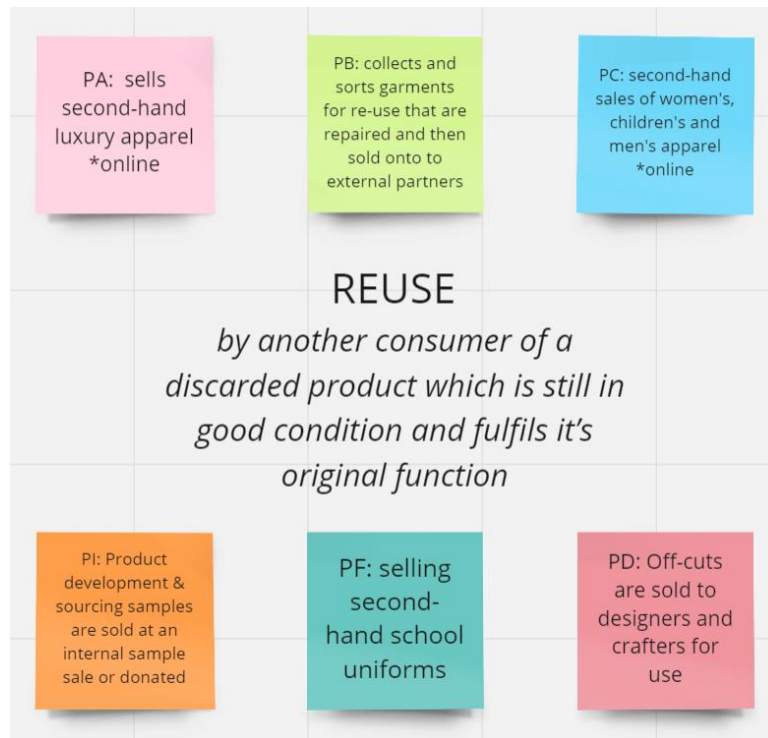 PA:  sells
second-hand
luxury apparel
*online
PB: collects and
sorts garments
for re-use that are
repaired and then
sold onto to
external partners
PC: second-hand
sales of women's,
children's and
men's apparel
*online
REUSE
by another consumer of a
discarded product which is still in
good condition and fulfils it's
original function
PI: Product
development &
sourcing samples
are sold at an
internal sample
sale or donated
PF: selling
second-
hand school
uniforms
PD: Off-cuts
are sold to
designers and
crafters for
use